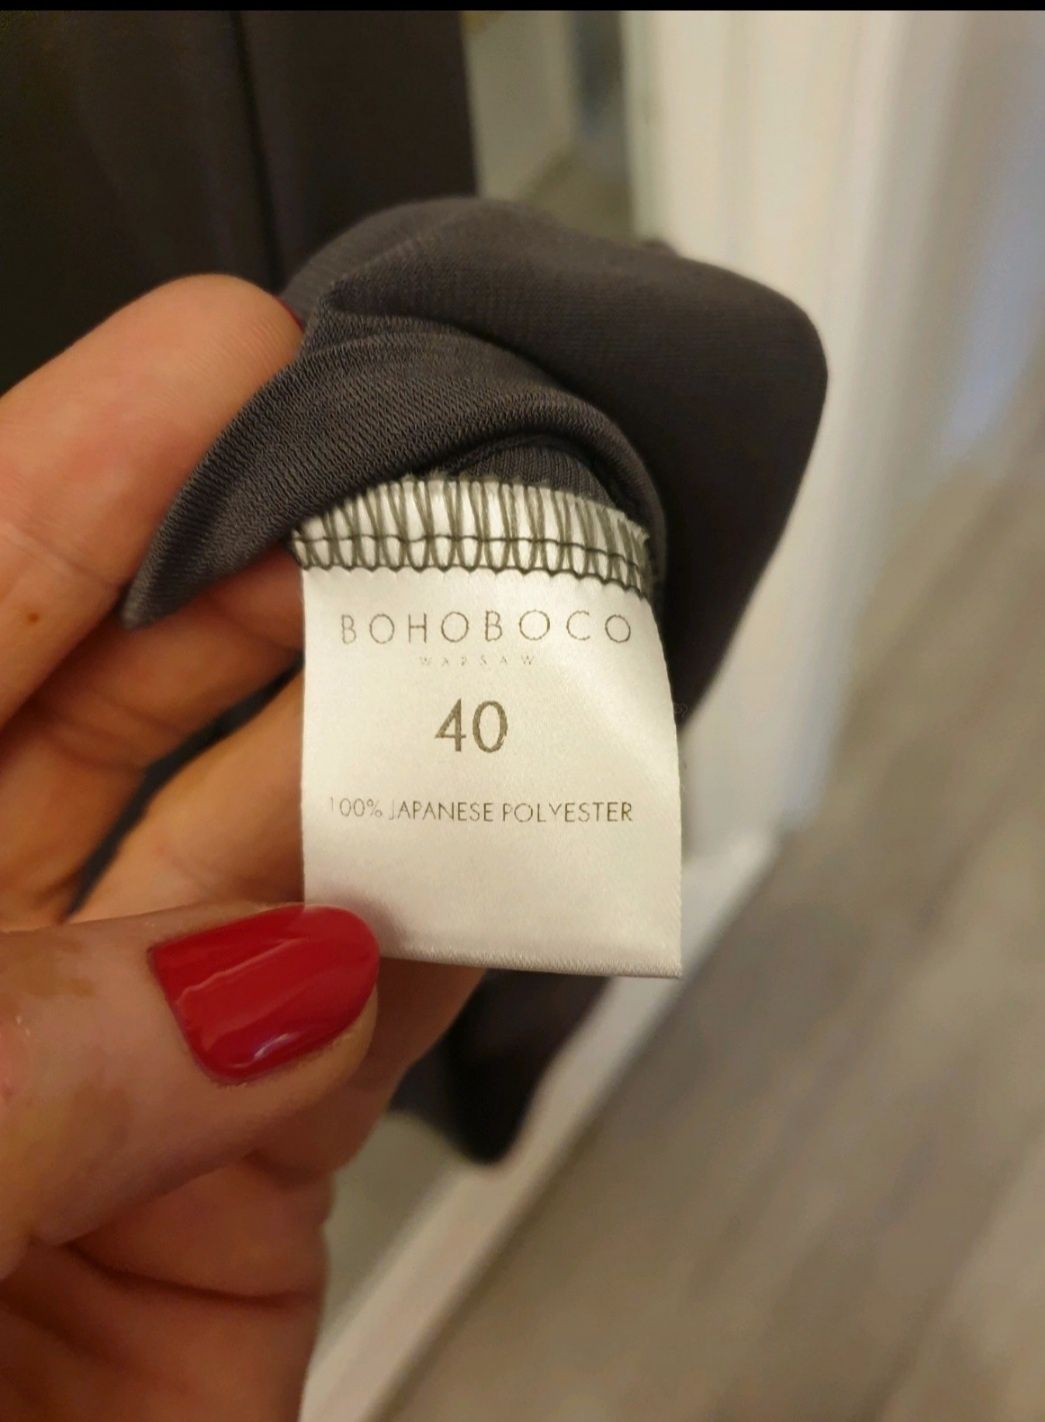 BOHOBOCO
WARSAW
40
100% JAPANESE POLYESTER